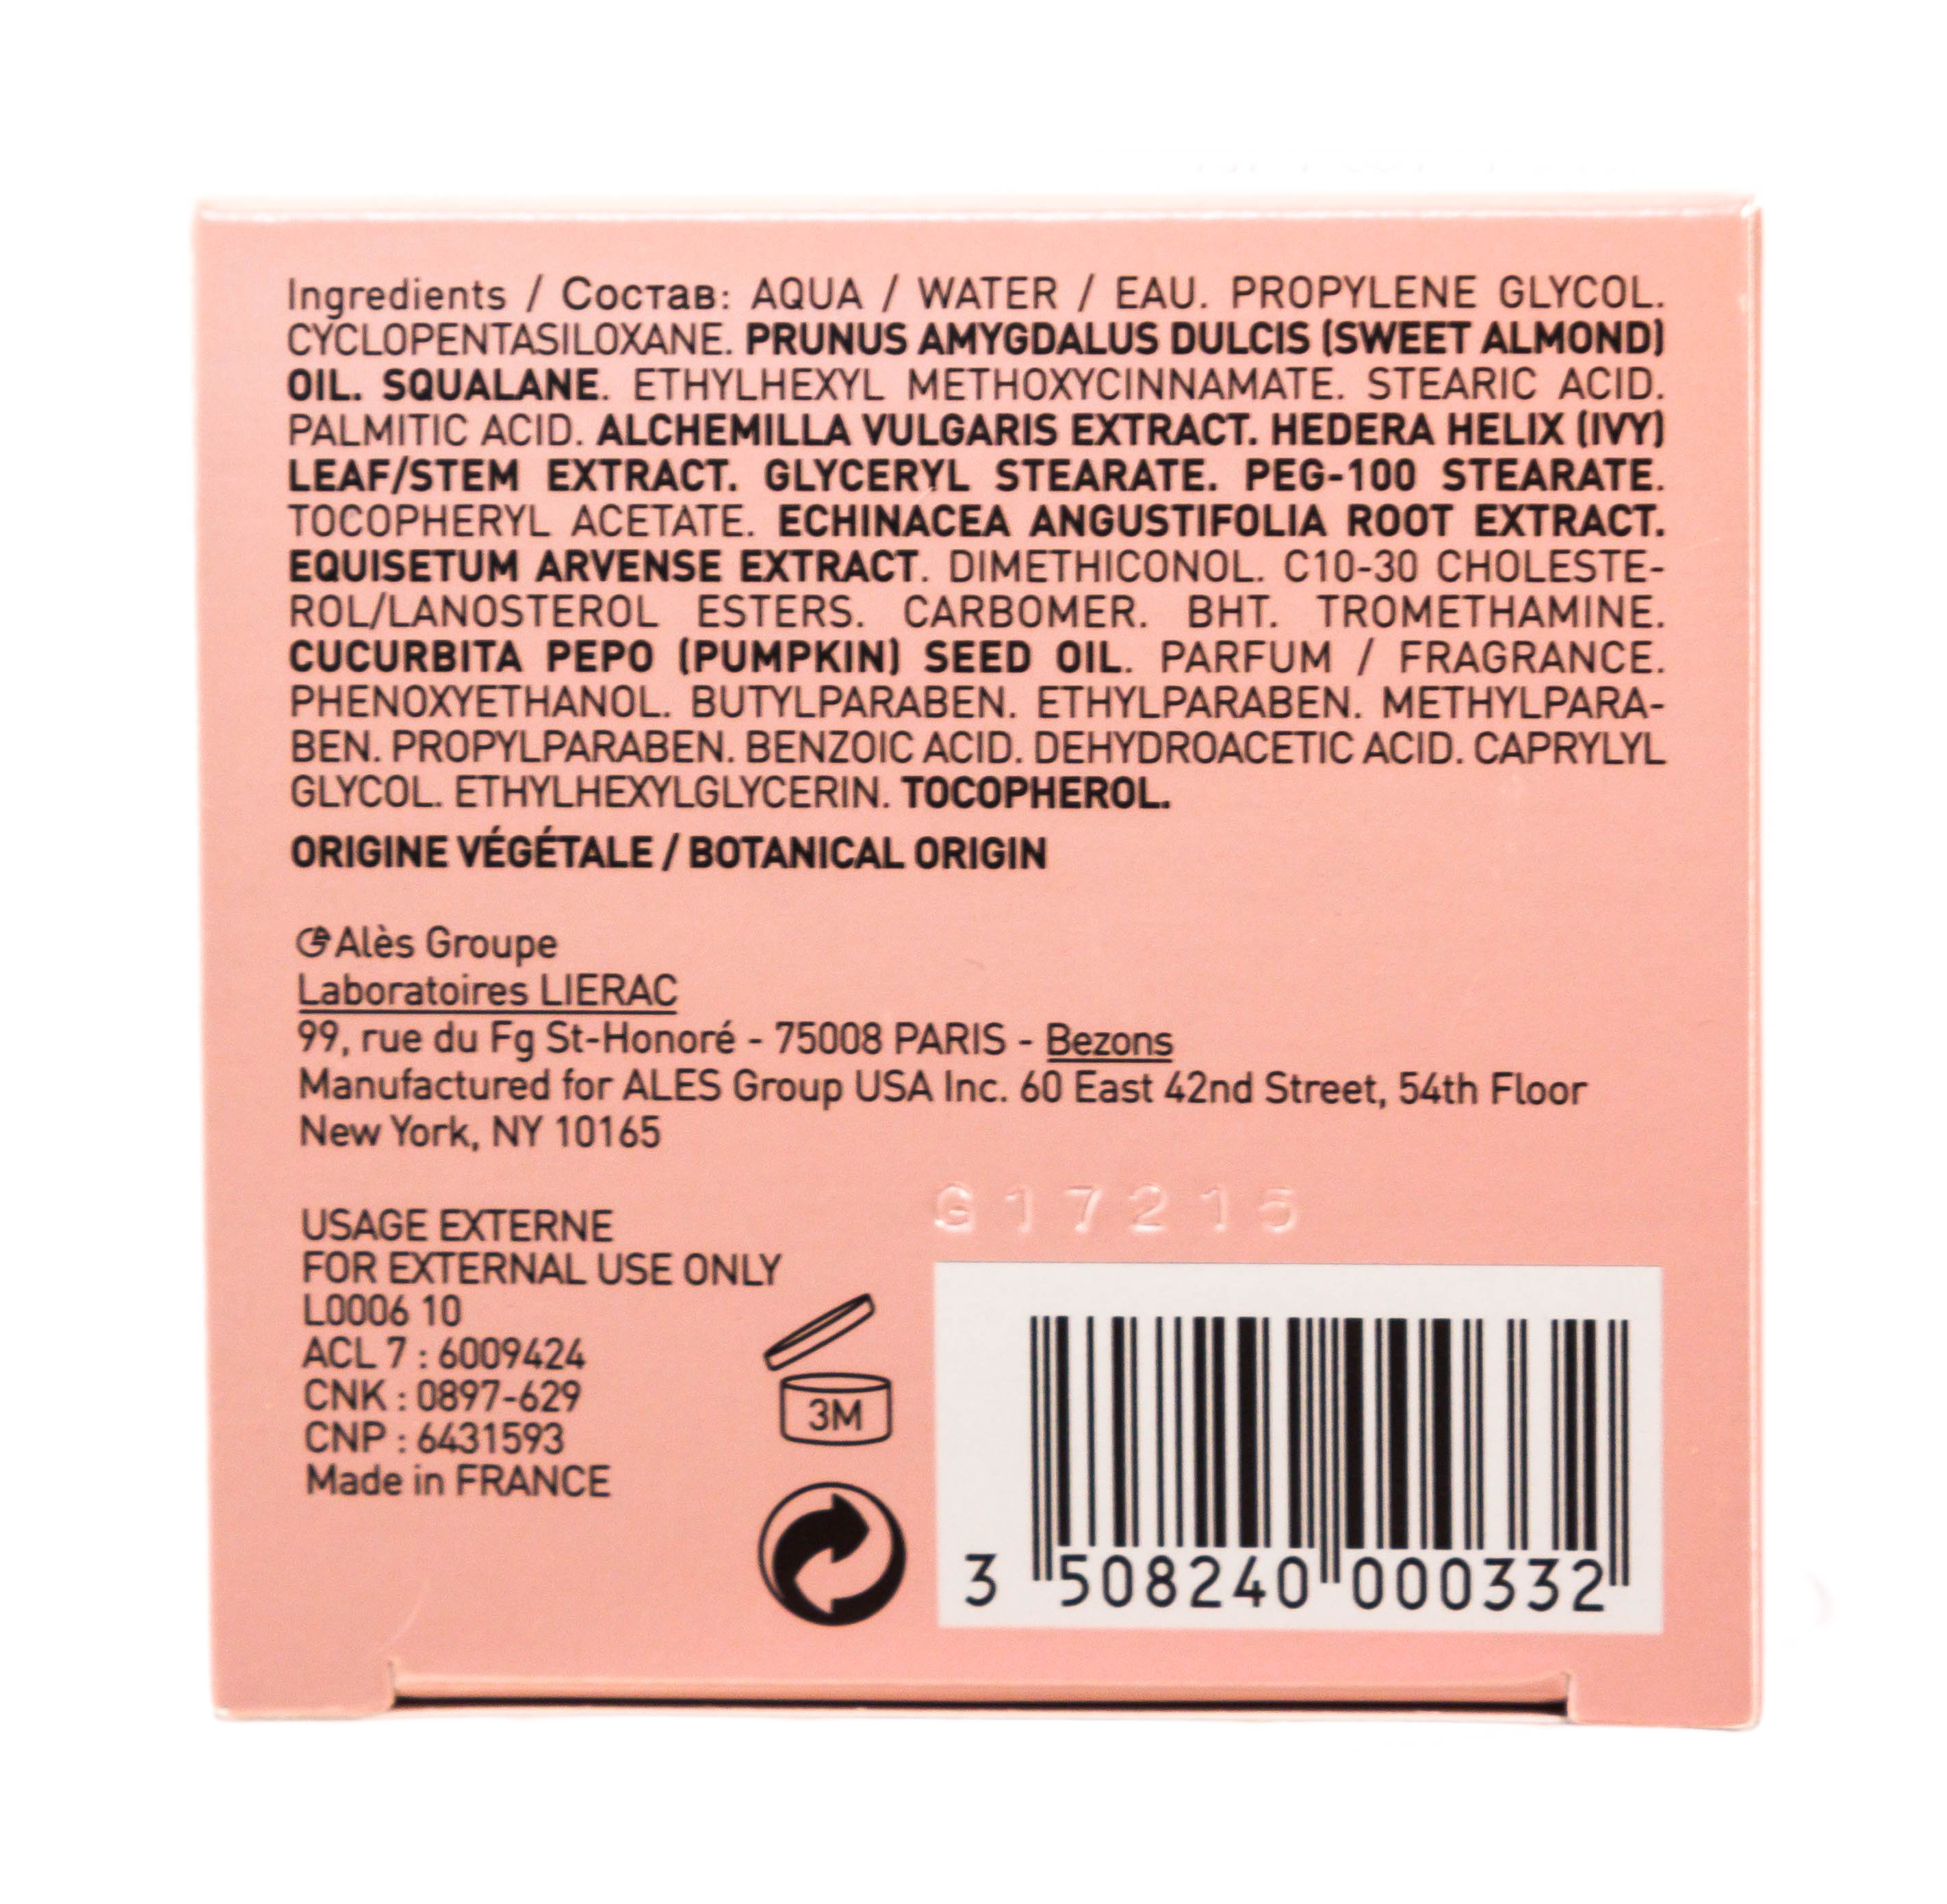 Ingredients / Состав: AQUA / WATER / EAU. PROPYLENE GLYCOL.
CYCLOPENTASILOXANE. PRUNUS AMYGDALUS DULCIS (SWEET ALMOND)
OIL. SQUALANE. ETHYLHEXYL METHOXYCINNAMATE. STEARIC ACID.
PALMITIC ACID. ALCHEMILLA VULGARIS EXTRACT. HEDERA HELIX (IVY)
LEAF/STEM EXTRACT. GLYCERYL STEARATE. PEG-100 STEARATE.
TOCOPHERYL ACETATE. ECHINACEA ANGUSTIFOLIA ROOT EXTRACT.
EQUISETUM ARVENSE EXTRACT. DIMETHICONOL. C10-30 CHOLESTE-
ROL/LANOSTEROL ESTERS. CARBOMER. BHT. TROMETHAMINE.
CUCURBITA PEPO (PUMPKIN) SEED OIL. PARFUM / FRAGRANCE.
PHENOXYETHANOL. BUTYLPARABEN. ETHYLPARABEN. METHYLPARA-
BEN. PROPYLPARABEN. BENZOIC ACID. DEHYDROACETIC ACID. CAPRYLYL
GLYCOL. ETHYLHEXYLGLYCERIN. TOCOPHEROL.
ORIGINE VÉGÉTALE / BOTANICAL ORIGIN
Alès Groupe
Laboratoires LIERAC
99, rue du Fg St-Honoré - 75008 PARIS - Bezons
Manufactured for ALES Group USA Inc. 60 East 42nd Street, 54th Floor
New York, NY 10165
G17215
USAGE EXTERNE
FOR EXTERNAL USE ONLY
L0006 10
ACL 7 : 6009424
CNK : 0897-629
CNP : 6431593
Made in FRANCE
3M
3 508240 000332